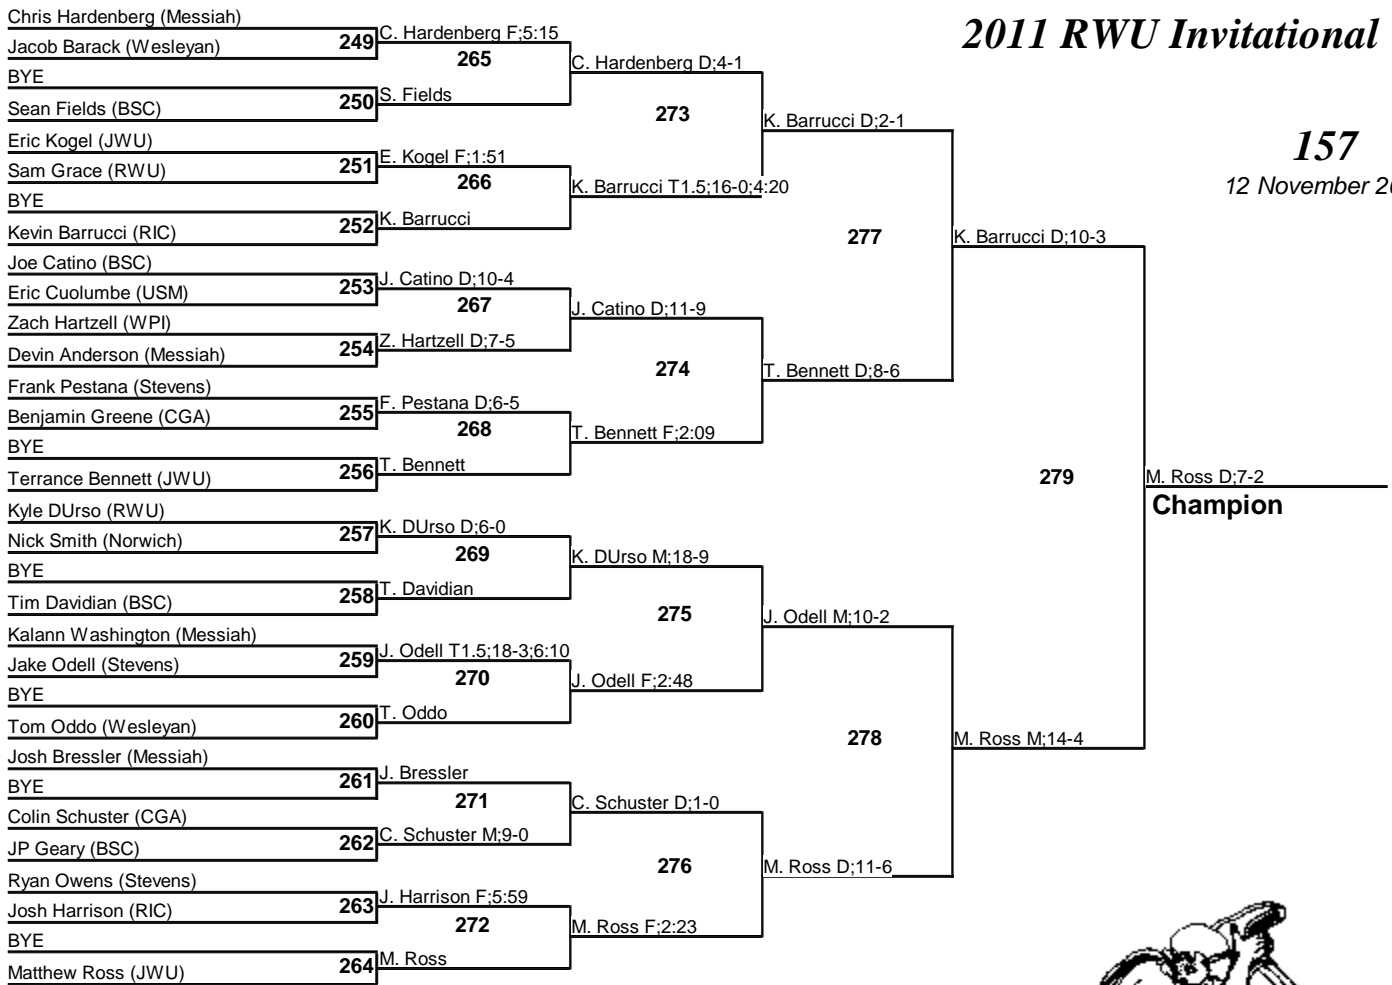 2011 RWU Invitational
157
12 November 20
Chris Hardenberg (Messiah)
Jacob Barack (Wesleyan)
BYE
Sean Fields (BSC)
Eric Kogel (JWU)
Sam Grace (RWU)
BYE
Kevin Barrucci (RIC)
Joe Catino (BSC)
Eric Cuolumbe (USM)
Zach Hartzell (WPI)
Devin Anderson (Messiah)
Frank Pestana (Stevens)
Benjamin Greene (CGA)
BYE
Terrance Bennett (JWU)
Kyle DUrso (RWU)
Nick Smith (Norwich)
BYE
Tim Davidian (BSC)
Kalann Washington (Messiah)
Jake Odell (Stevens)
BYE
Tom Oddo (Wesleyan)
Josh Bressler (Messiah)
BYE
Colin Schuster (CGA)
JP Geary (BSC)
Ryan Owens (Stevens)
Josh Harrison (RIC)
BYE
Matthew Ross (JWU)
249 C. Hardenberg F;5:15
265
250 S. Fields
251 E. Kogel F;1:51
266
252 K. Barrucci
253 J. Catino D;10-4
267
254 Z. Hartzell D;7-5
255 F. Pestana D;6-5
268
256 T. Bennett
257 K. DUrso D;6-0
269
258 T. Davidian
259 J. Odell T1.5;18-3;6:10
270
260 T. Oddo
261 J. Bressler
271
262 C. Schuster M;9-0
263 J. Harrison F;5:59
272
264 M. Ross
C. Hardenberg D;4-1
273
K. Barrucci T1.5;16-0;4:20
J. Catino D;11-9
274
T. Bennett F;2:09
K. DUrso M;18-9
275
J. Odell F;2:48
C. Schuster D;1-0
276
M. Ross F;2:23
K. Barrucci D;2-1
277
T. Bennett D;8-6
J. Odell M;10-2
278
M. Ross D;11-6
K. Barrucci D;10-3
279
M. Ross M;14-4
M. Ross D;7-2
Champion